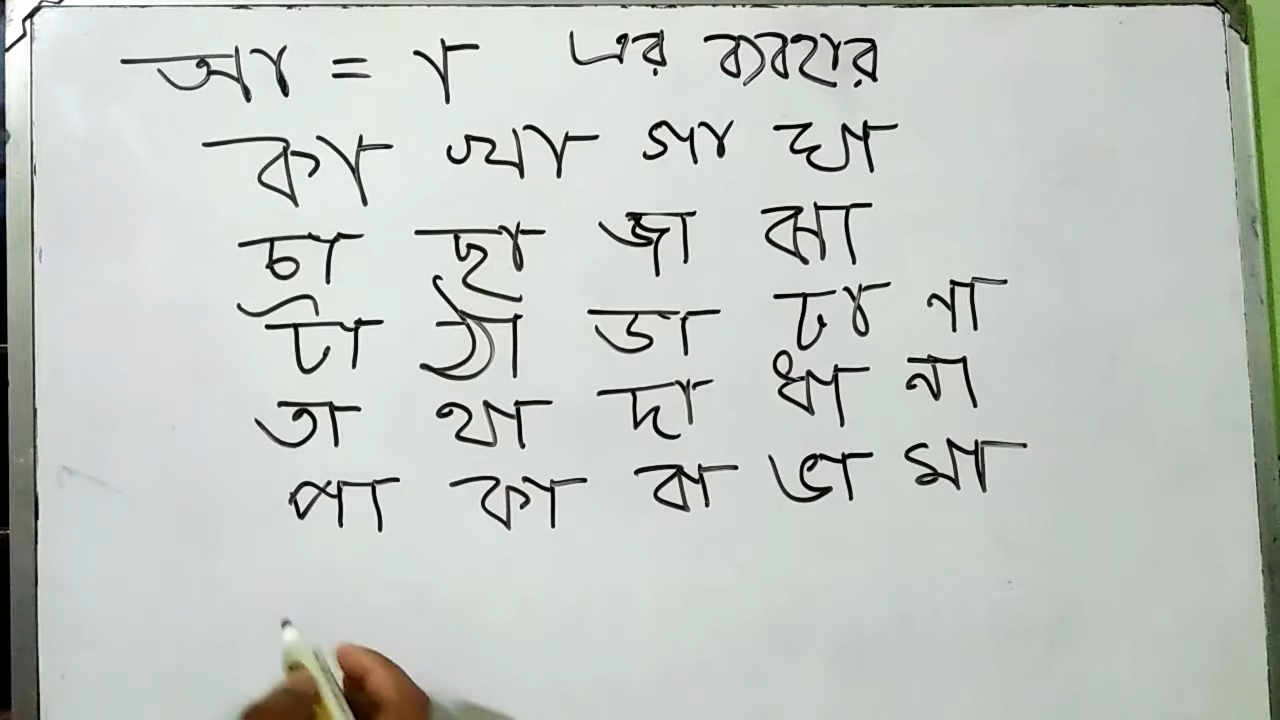 আ = া এর ব্যবহার
কা খা গা ঘা
চা ছা জা ঝা
টা ঠা ডা ঢা ণা
তা থা দা ধা না
পা ফা বা ভা মা